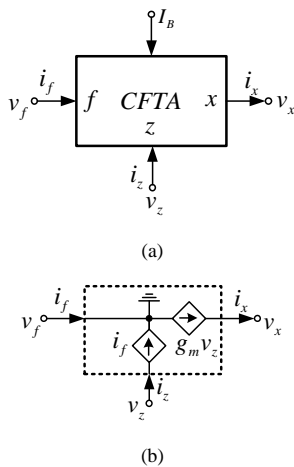 I_B
i_f
i_x
v_f
f
CFTA
x
v_x
z
i_z
v_z
(a)
i_f
i_x
v_f
v_x
i_f
g_m v_z
i_z
v_z
(b)